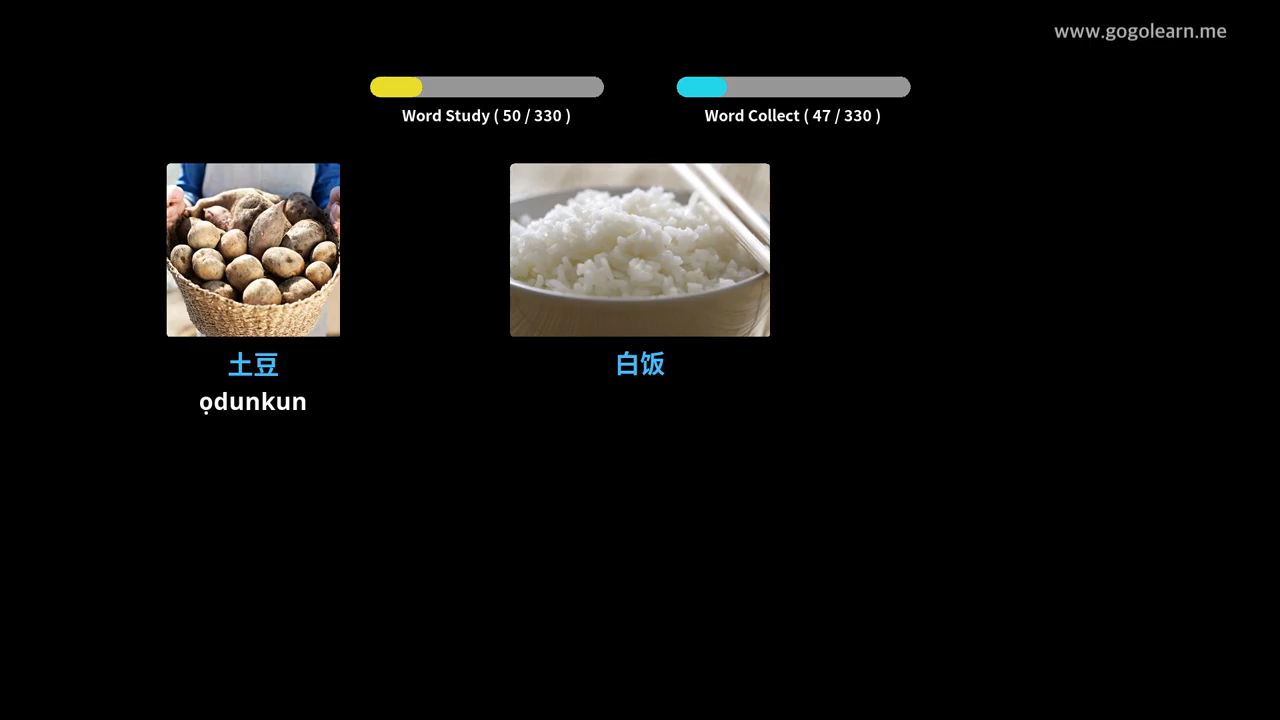 www.gogolearn.me
Word Study ( 50 / 330 )
Word Collect ( 47 / 330 )
土豆
ọdunkun
白饭